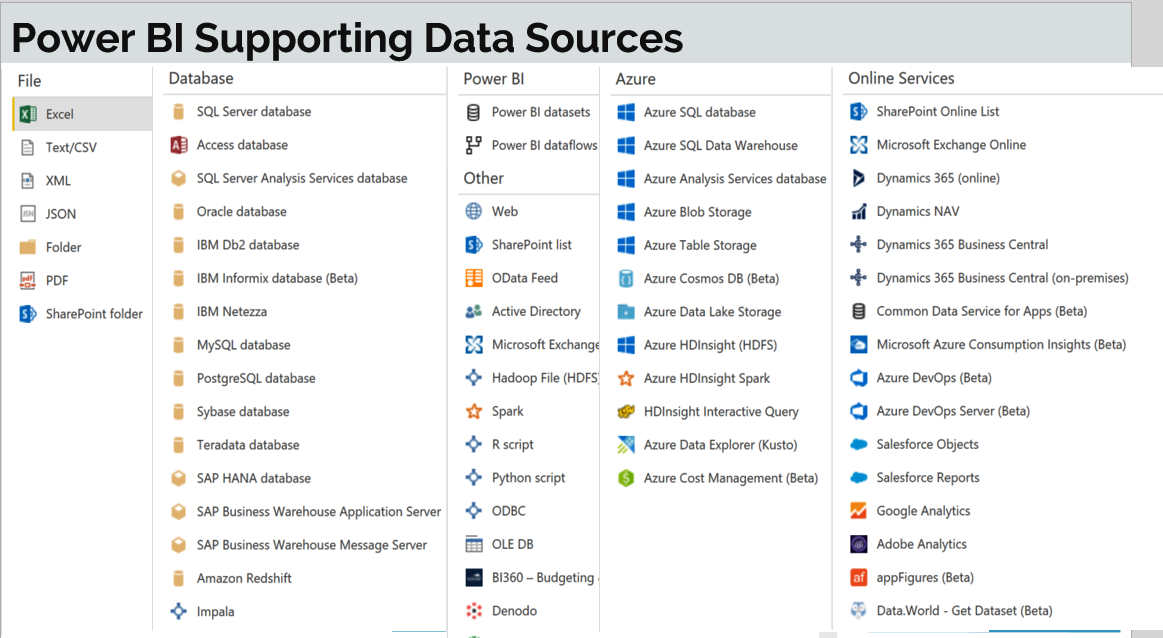 Power BI Supporting Data Sources
File
Excel
Text/CSV
XML
JSON
Folder
PDF
SharePoint folder
Database
SQL Server database
Access database
SQL Server Analysis Services database
Oracle database
IBM Db2 database
IBM Informix database (Beta)
IBM Netezza
MySQL database
PostgreSQL database
Sybase database
Teradata database
SAP HANA database
SAP Business Warehouse Application Server
SAP Business Warehouse Message Server
Amazon Redshift
Impala
Power BI
Power BI datasets
Power BI dataflows
Other
Web
SharePoint list
OData Feed
Active Directory
Microsoft Exchange
Hadoop File (HDFS)
Spark
R script
Python script
ODBC
OLE DB
BI360 – Budgeting
Denodo
Azure
Azure SQL database
Azure SQL Data Warehouse
Azure Analysis Services database
Azure Blob Storage
Azure Table Storage
Azure Cosmos DB (Beta)
Azure Data Lake Storage
Azure HDInsight (HDFS)
Azure HDInsight Spark
HDInsight Interactive Query
Azure Data Explorer (Kusto)
Azure Cost Management (Beta)
Online Services
SharePoint Online List
Microsoft Exchange Online
Dynamics 365 (online)
Dynamics NAV
Dynamics 365 Business Central
Dynamics 365 Business Central (on-premises)
Common Data Service for Apps (Beta)
Microsoft Azure Consumption Insights (Beta)
Azure DevOps (Beta)
Azure DevOps Server (Beta)
Salesforce Objects
Salesforce Reports
Google Analytics
Adobe Analytics
appFigures (Beta)
Data.World - Get Dataset (Beta)